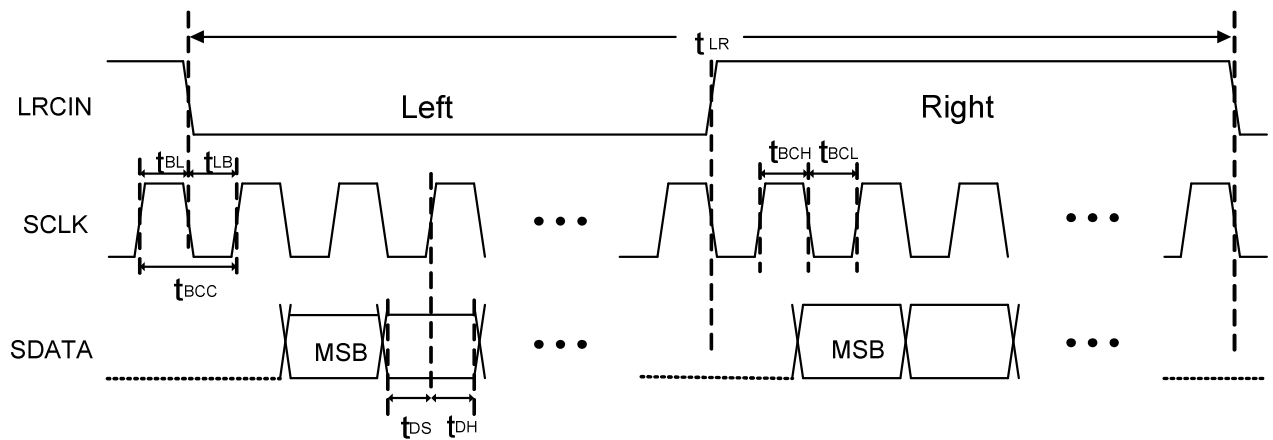 tLR
LRCIN
Left
Right
tBL
tLB
tBCH
tBCL
SCLK
tBCC
SDATA
MSB
MSB
tDS
tDH